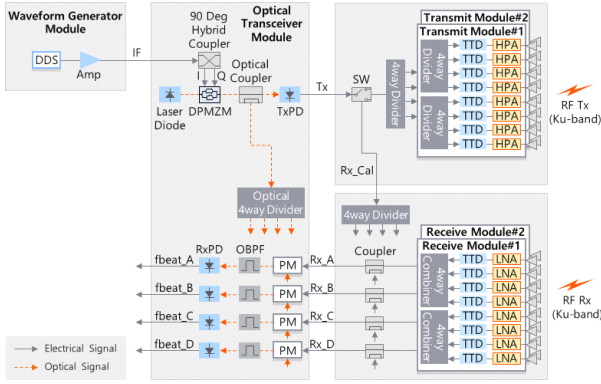 Waveform Generator
Module
DDS
Amp
IF
90 Deg
Hybrid
Coupler
Optical
Transceiver
Module
I
Q
Optical
Coupler
Laser
Diode
DPMZM
TxPD
Tx
SW
Rx_Cal
4way Divider
Transmit Module#2
Transmit Module#1
4way
Divider
4way
Divider
TTD HPA
TTD HPA
TTD HPA
TTD HPA
TTD HPA
TTD HPA
TTD HPA
TTD HPA
RF Tx
(Ku-band)
Optical
4way Divider
4way Divider
RxPD
OBPF
Coupler
fbeat_A
PM
Rx_A
fbeat_B
PM
Rx_B
fbeat_C
PM
Rx_C
fbeat_D
PM
Rx_D
Receive Module#2
Receive Module#1
4way
Combiner
4way
Combiner
TTD LNA
TTD LNA
TTD LNA
TTD LNA
TTD LNA
TTD LNA
TTD LNA
TTD LNA
RF Rx
(Ku-band)
Electrical Signal
Optical Signal